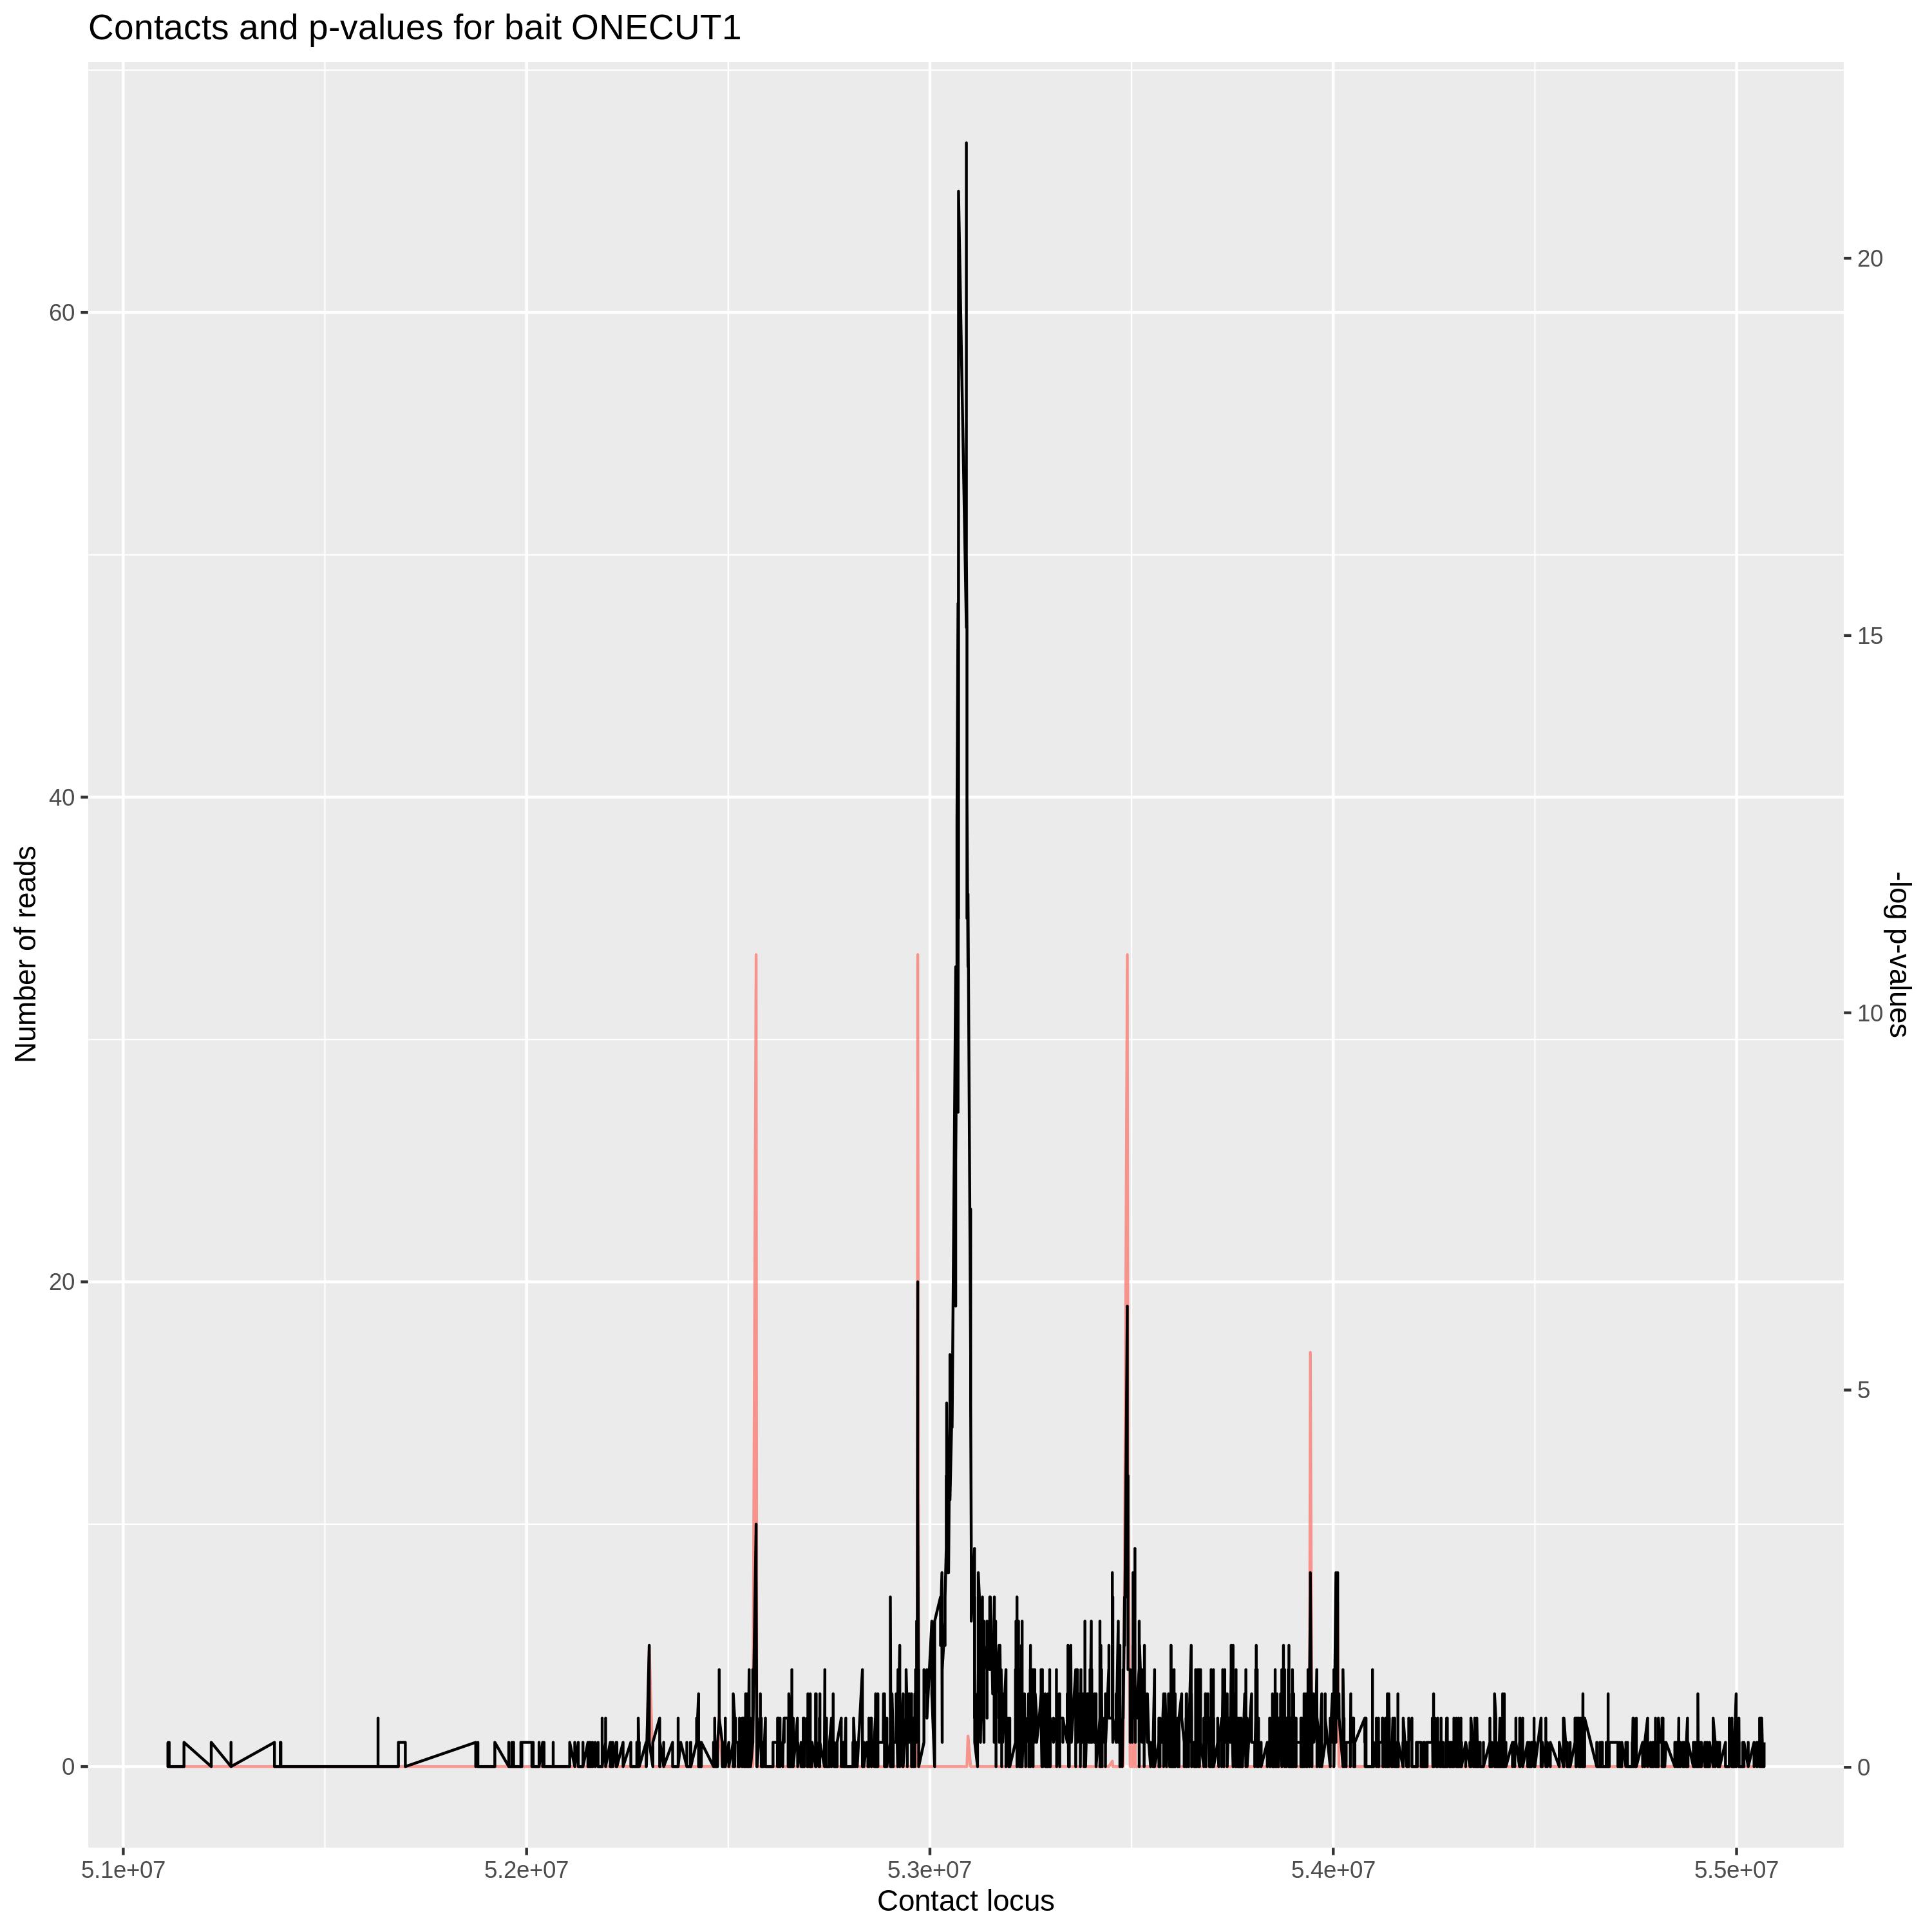 Contacts and p-values for bait ONECUT1
60
40
20
0
Number of reads
20
15
10
5
0
-log p-values
5.1e+07
5.2e+07
5.3e+07
5.4e+07
5.5e+07
Contact locus